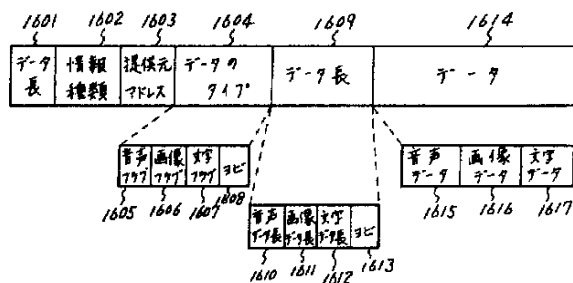 1601 1602 1603 1604 1609 1614
データ長 情報種類 提供元アドレス データのタイプ データ長 データ
音声フラグ 画像フラグ 文字フラグ ヨビ
1605 1606 1607 1608
音声データ長 画像データ長 文字データ長 ヨビ
1610 1611 1612 1613
音声データ 画像データ 文字データ
1615 1616 1617